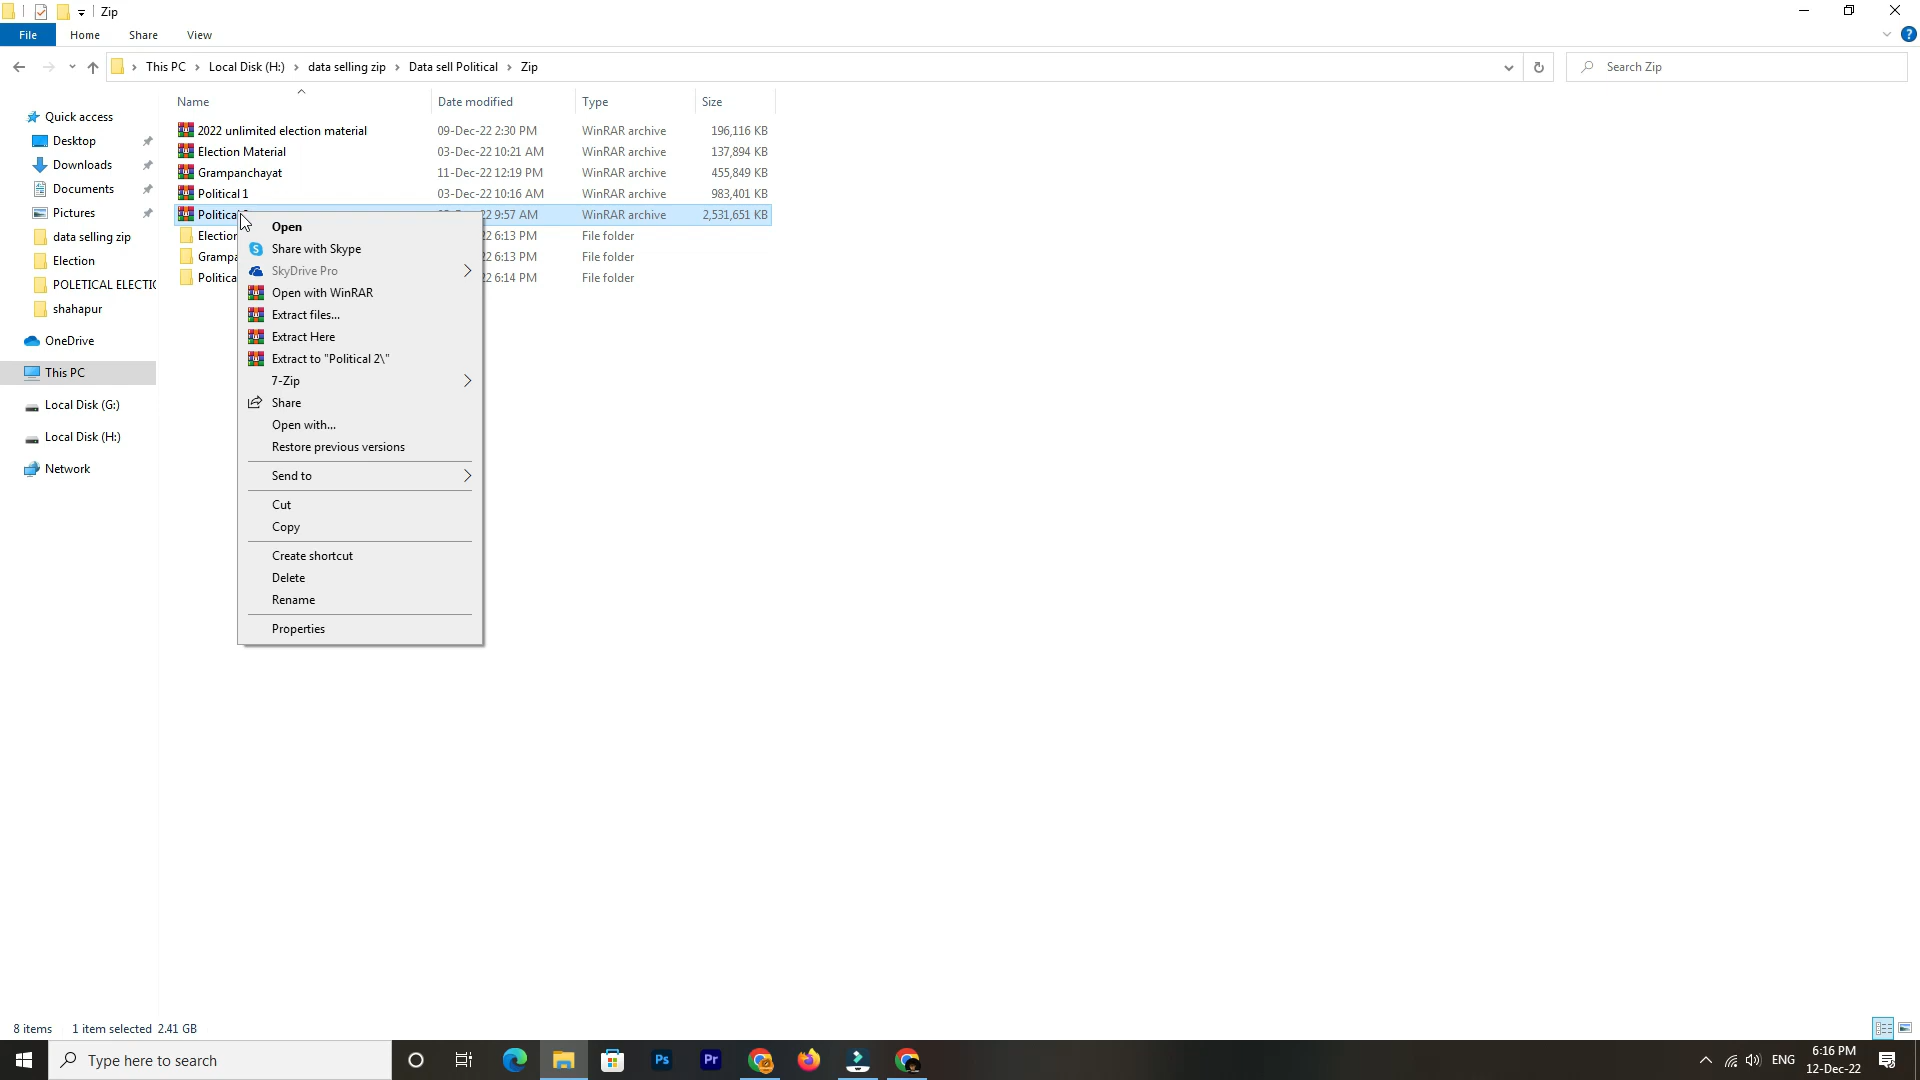 Zip
File Home Share View
This PC Local Disk (H:) data selling zip Data sell Political Zip
Search Zip
Name Date modified Type Size
2022 unlimited election material 09-Dec-22 2:30 PM WinRAR archive 196,116 KB
Election Material 03-Dec-22 10:21 AM WinRAR archive 137,894 KB
Grampanchayat 11-Dec-22 12:19 PM WinRAR archive 455,849 KB
Political 1 03-Dec-22 10:16 AM WinRAR archive 983,401 KB
Political 22 9:57 AM WinRAR archive 2,531,651 KB
Election 22 6:13 PM File folder
Grampa 22 6:13 PM File folder
Politica 22 6:14 PM File folder
Quick access
Desktop
Downloads
Documents
Pictures
data selling zip
Election
POLETICAL ELECTIC
shahapur
OneDrive
This PC
Local Disk (G:)
Local Disk (H:)
Network
Open
Share with Skype
SkyDrive Pro
Open with WinRAR
Extract files...
Extract Here
Extract to "Political 2\"
7-Zip
Share
Open with...
Restore previous versions
Send to
Cut
Copy
Create shortcut
Delete
Rename
Properties
8 items 1 item selected 2.41 GB
Type here to search
Ps
Pr
ENG
6:16 PM
12-Dec-22